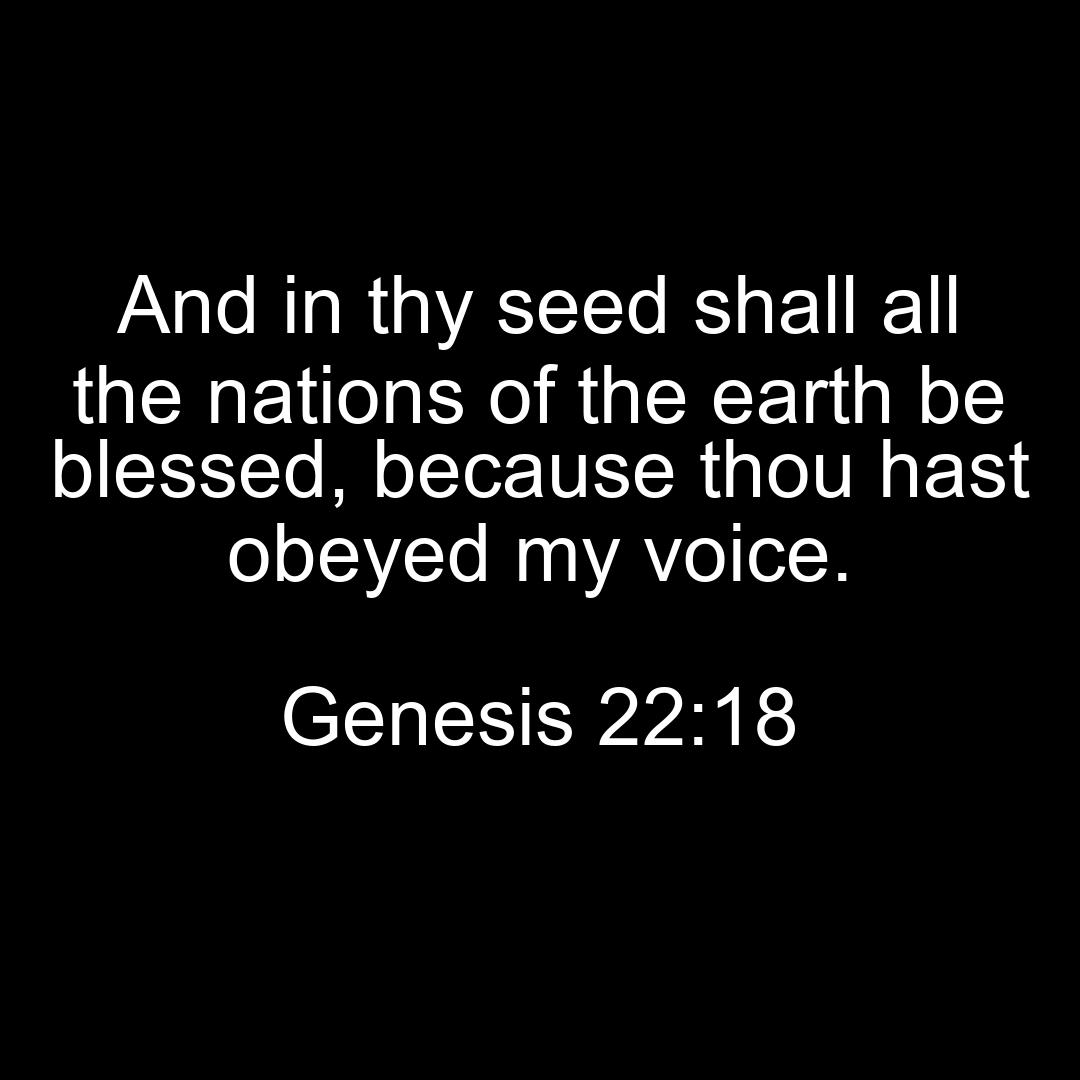 And in thy seed shall all
the nations of the earth be
blessed, because thou hast
obeyed my voice.
Genesis 22:18